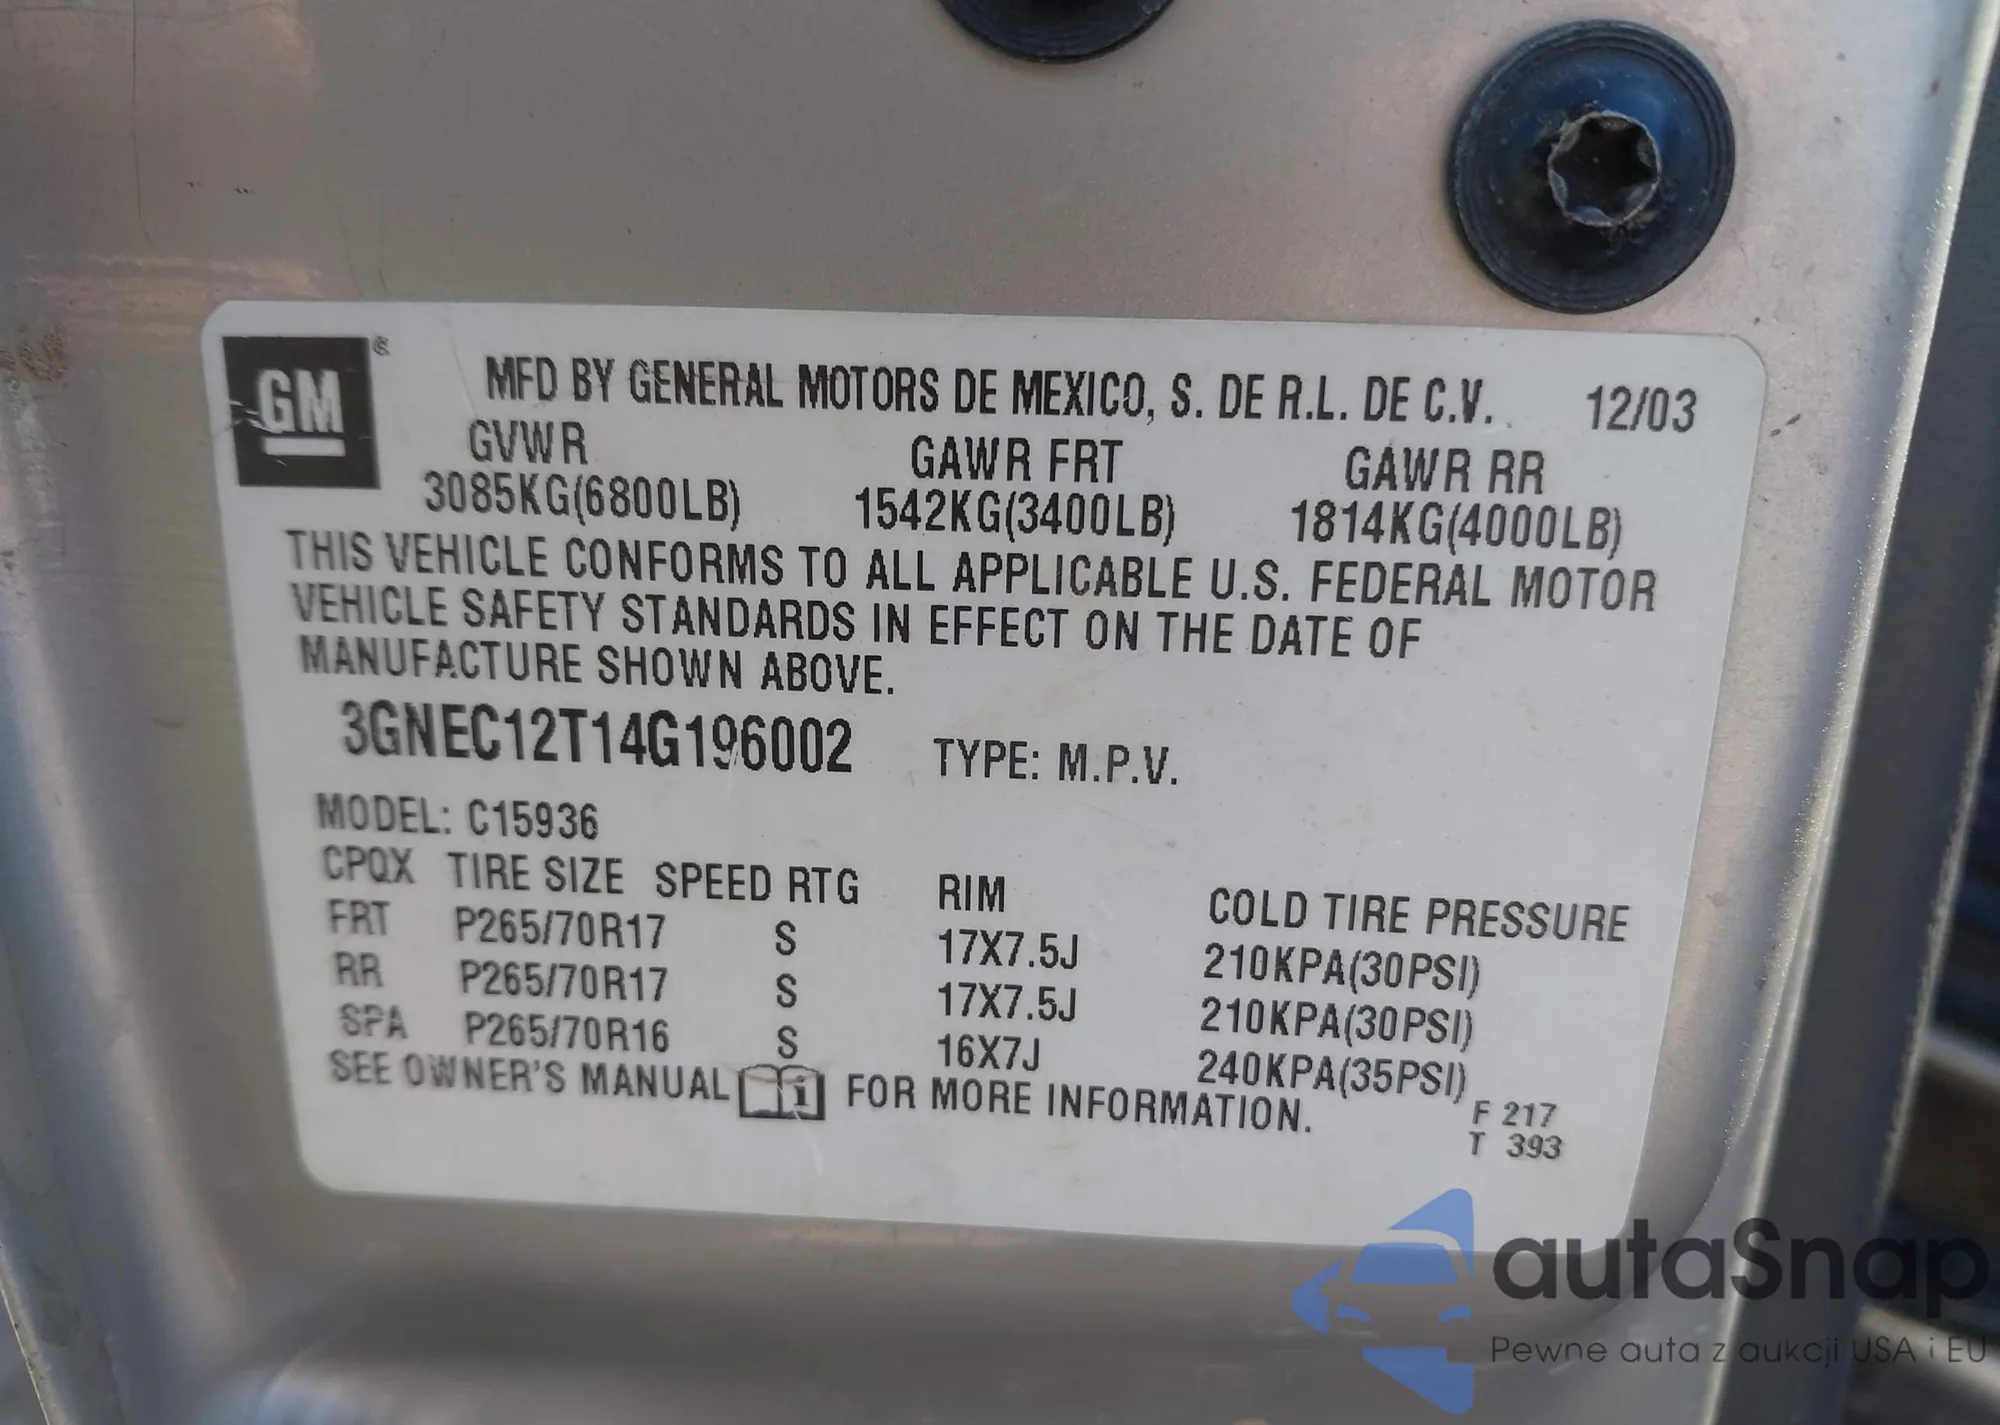 GM
MFD BY GENERAL MOTORS DE MEXICO, S. DE R.L. DE C.V. 12/03
GVWR GAWR FRT GAWR RR
3085KG(6800LB) 1542KG(3400LB) 1814KG(4000LB)
THIS VEHICLE CONFORMS TO ALL APPLICABLE U.S. FEDERAL MOTOR
VEHICLE SAFETY STANDARDS IN EFFECT ON THE DATE OF
MANUFACTURE SHOWN ABOVE.
3GNEC12T14G196002 TYPE: M.P.V.
MODEL: C15936
CPQX TIRE SIZE SPEED RTG RIM COLD TIRE PRESSURE
FRT P265/70R17 S 17X7.5J 210KPA(30PSI)
RR P265/70R17 S 17X7.5J 210KPA(30PSI)
SPA P265/70R16 S 16X7J 240KPA(35PSI)
SEE OWNER'S MANUAL FOR MORE INFORMATION.
F 217
T 393
autaSnap
Pewne auta z aukcji USA i EU